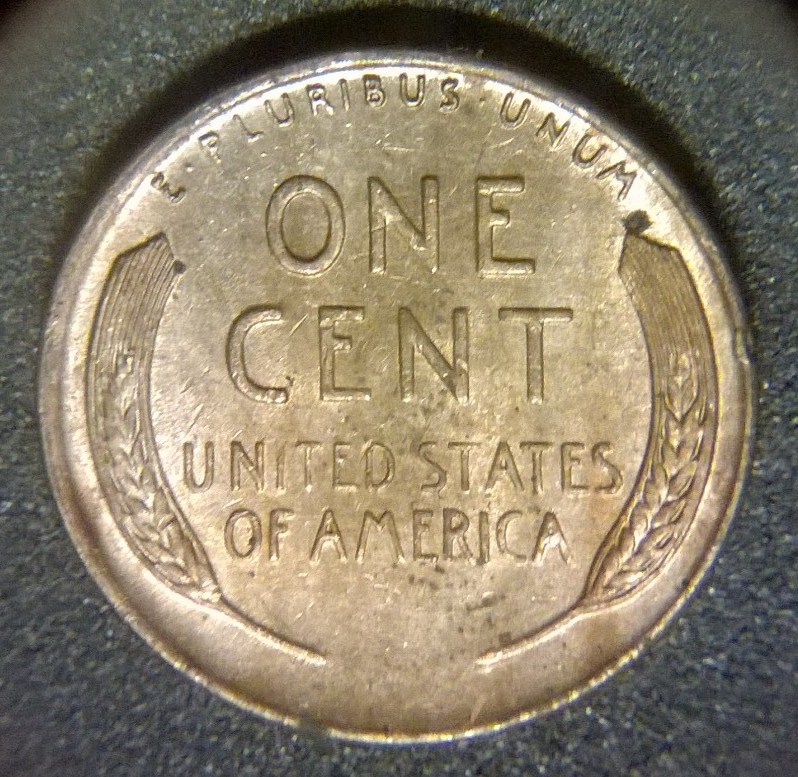 E·PLURIBUS·UNUM
ONE
CENT
UNITED STATES
OF AMERICA